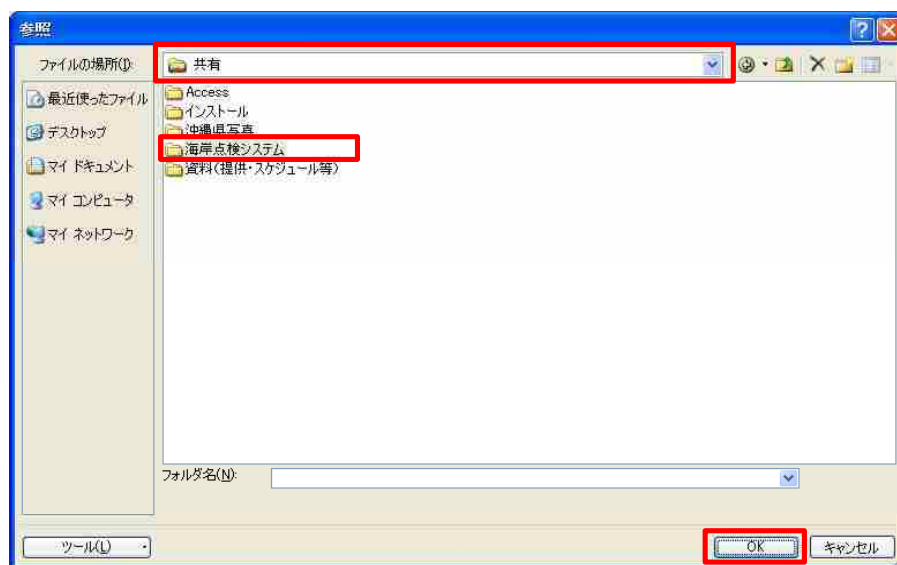 参照
ファイルの場所(I):
共有
最近使ったファイル
デスクトップ
マイ ドキュメント
マイ コンピュータ
マイ ネットワーク
Access
インストール
沖縄県写真
海岸点検システム
資料(提供・スケジュール等)
フォルダ名(N):
ツール(L)
OK
キャンセル